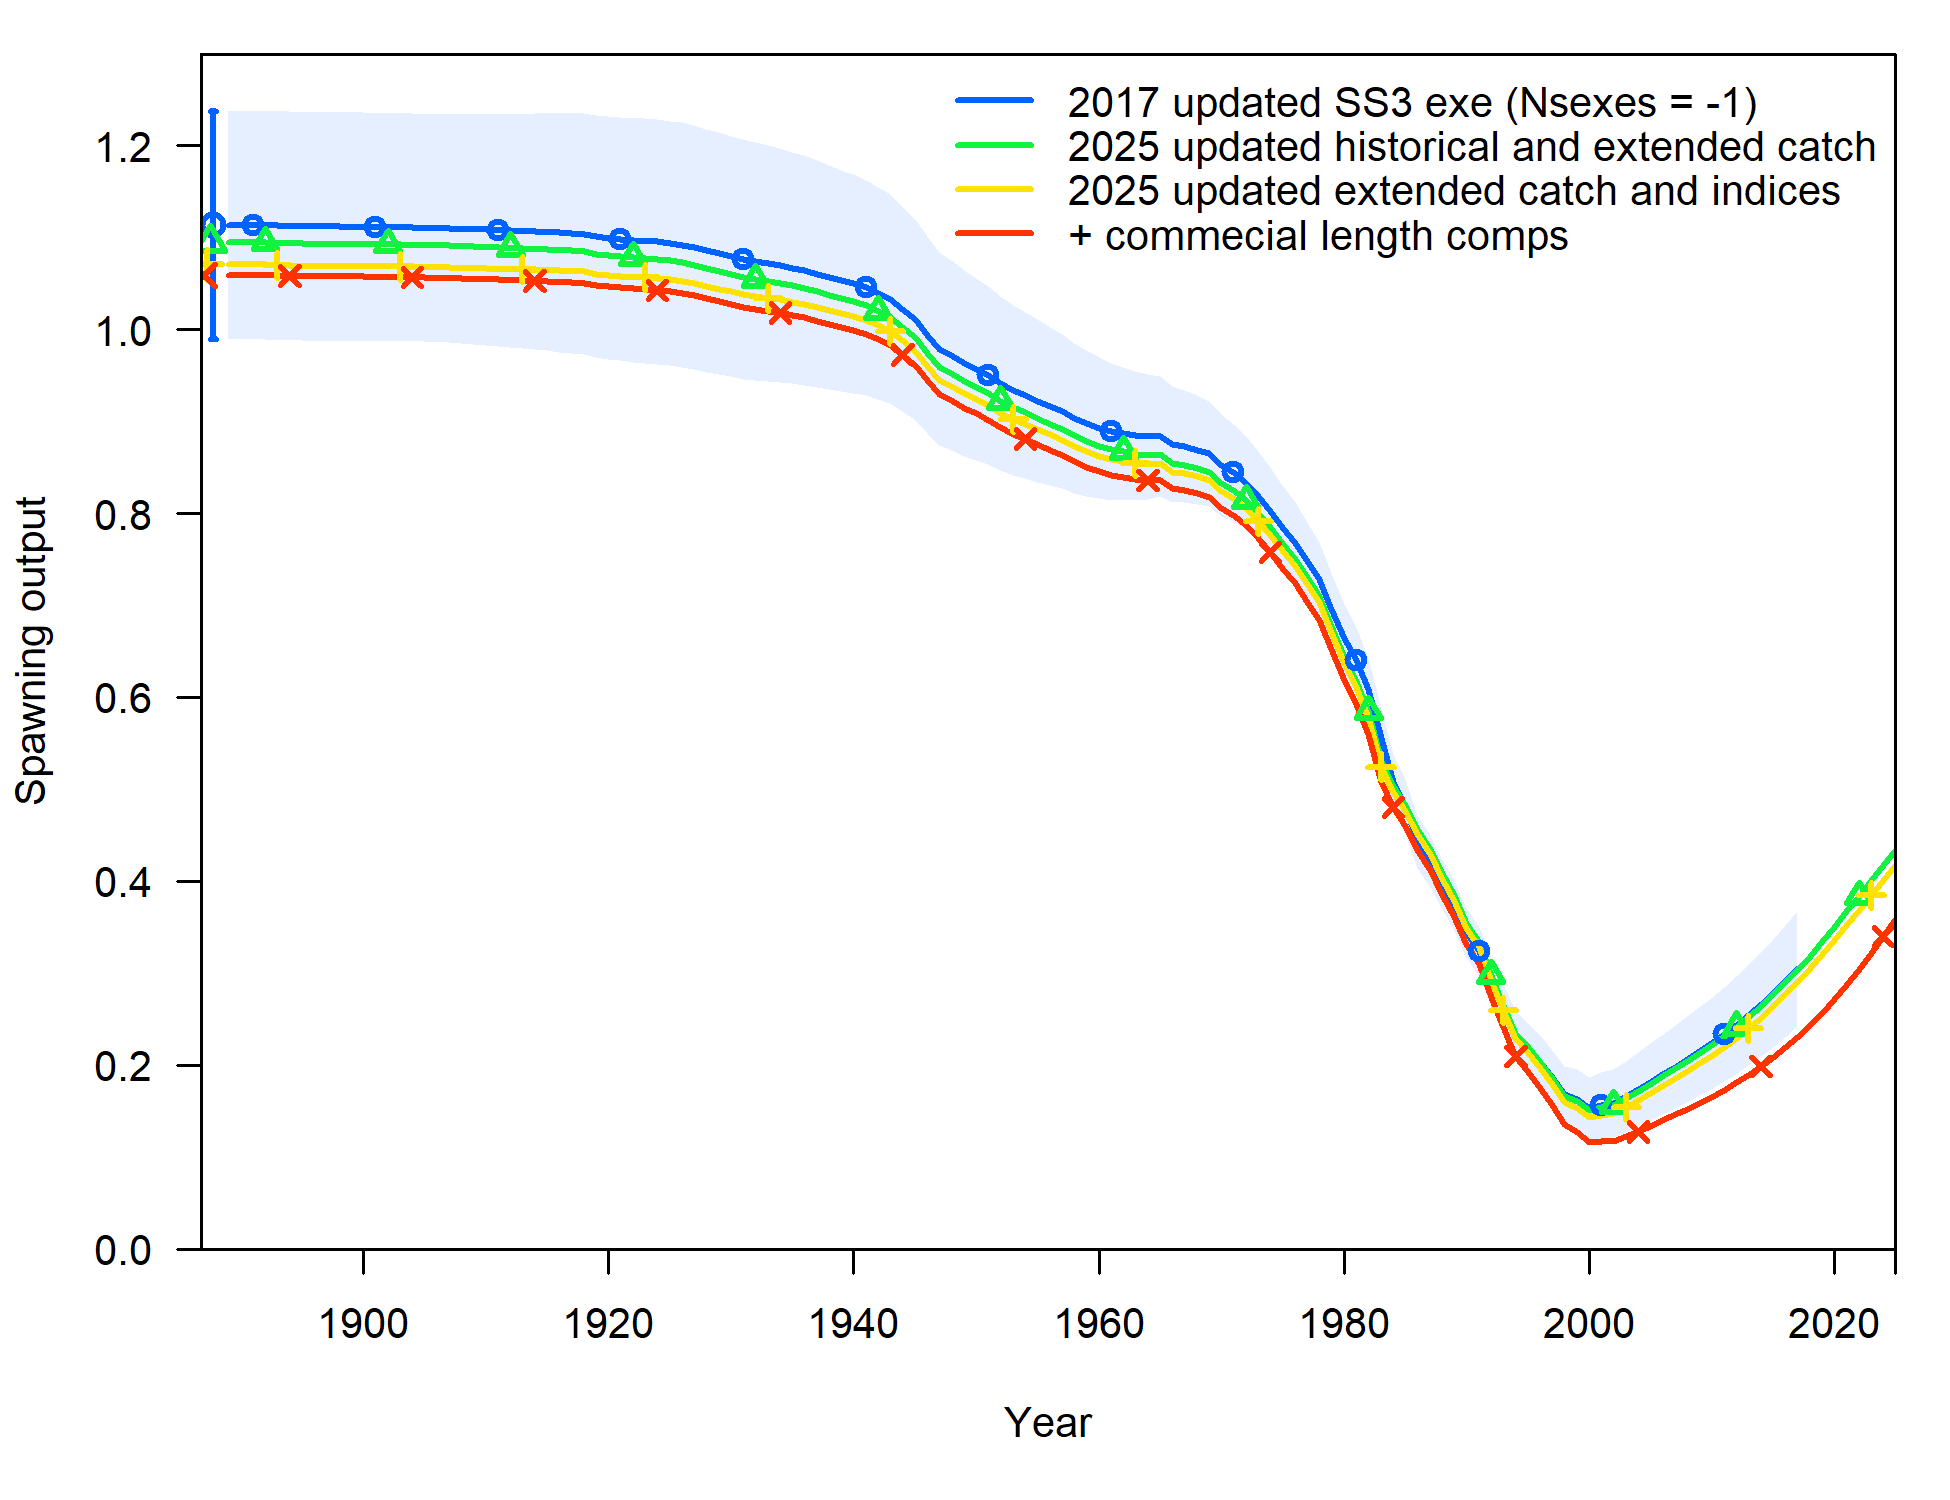 2017 updated SS3 exe (Nsexes = -1)
2025 updated historical and extended catch
2025 updated extended catch and indices
+ commecial length comps
Spawning output
1.2
1.0
0.8
0.6
0.4
0.2
0.0
1900 1920 1940 1960 1980 2000 2020
Year